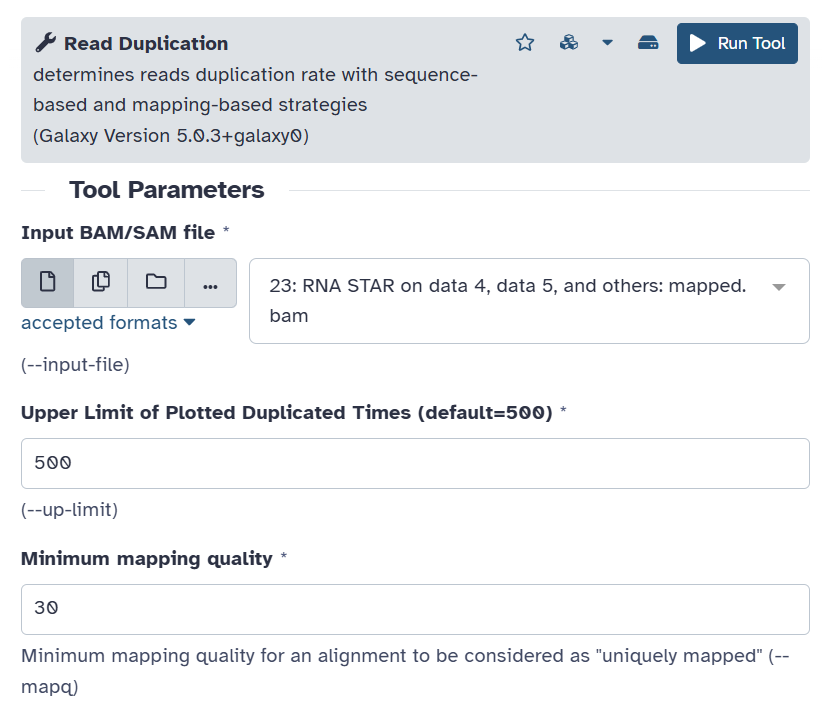 Read Duplication
Run Tool
determines reads duplication rate with sequence-
based and mapping-based strategies
(Galaxy Version 5.0.3+galaxy0)
Tool Parameters
Input BAM/SAM file *
...
23: RNA STAR on data 4, data 5, and others: mapped.
bam
accepted formats
(--input-file)
Upper Limit of Plotted Duplicated Times (default=500) *
500
(--up-limit)
Minimum mapping quality *
30
Minimum mapping quality for an alignment to be considered as "uniquely mapped" (--
mapq)